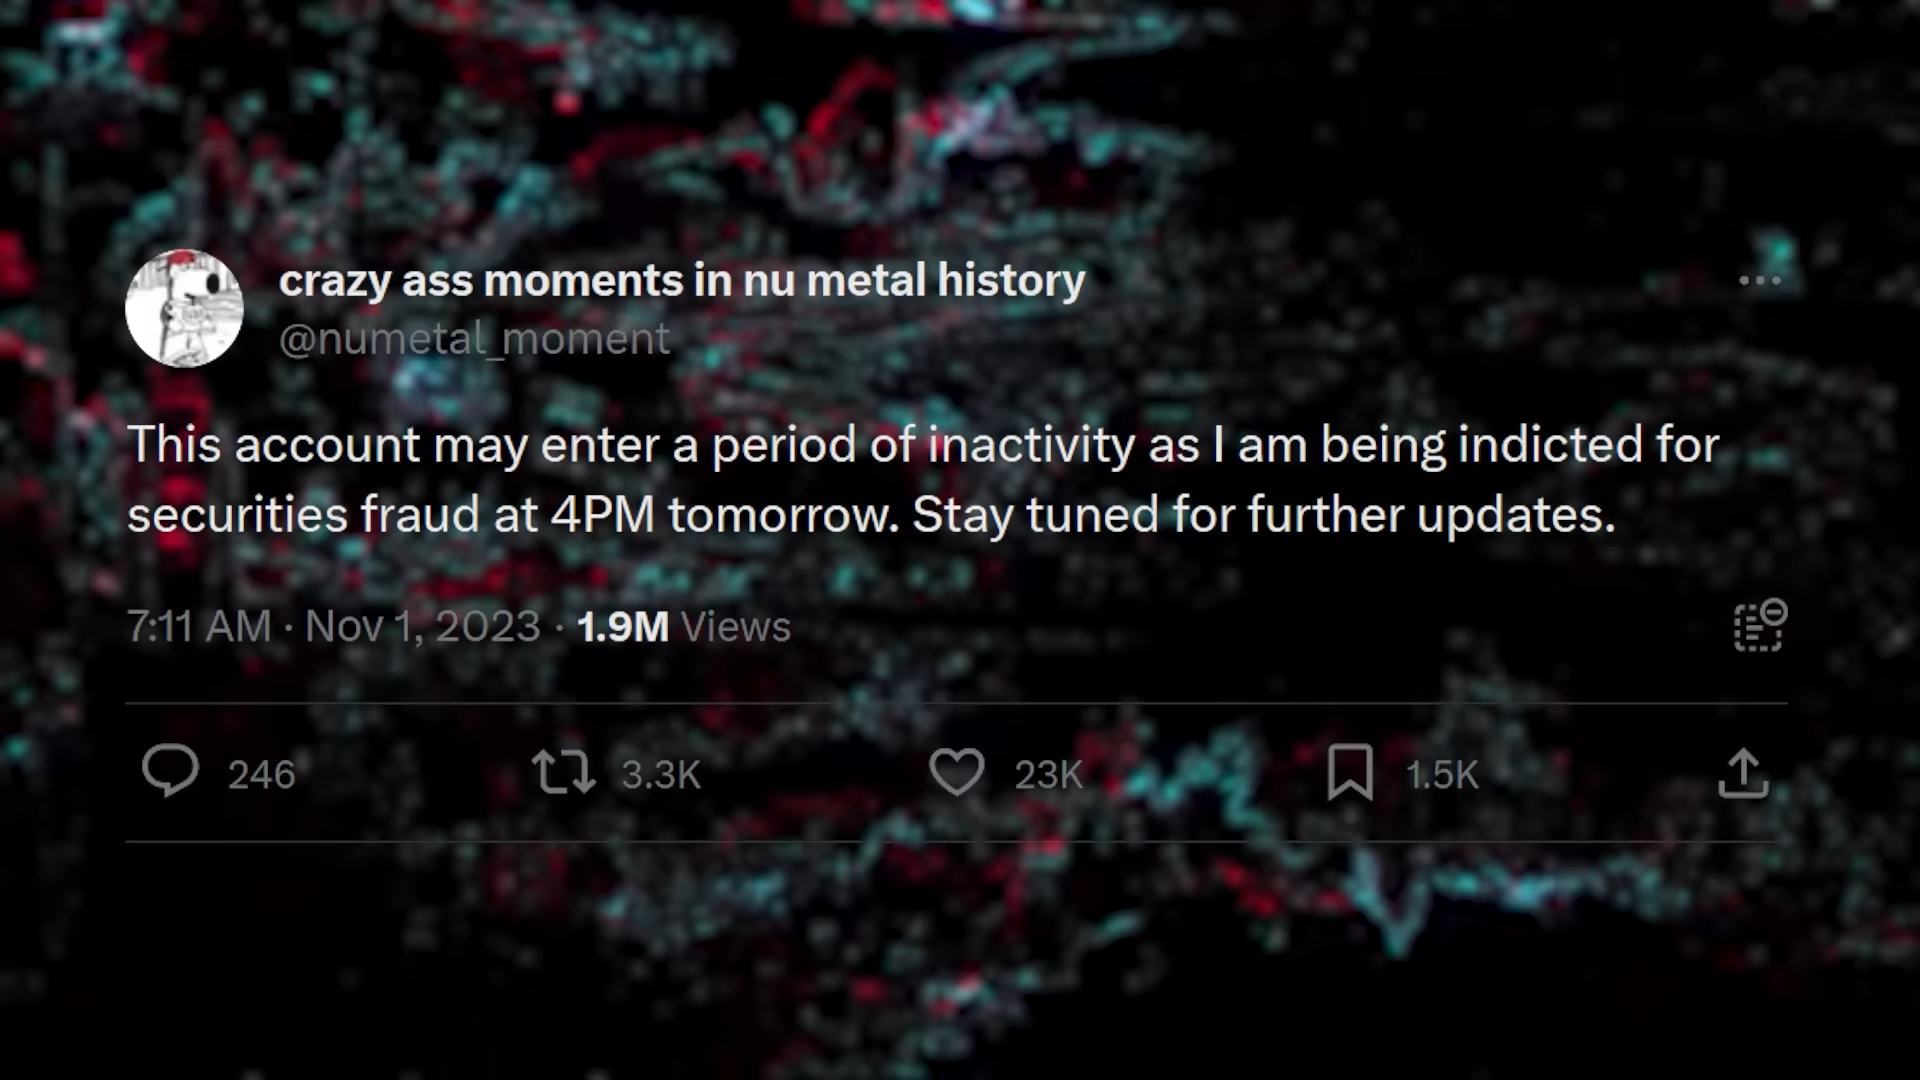 crazy ass moments in nu metal history
@numetal_moment
This account may enter a period of inactivity as I am being indicted for
securities fraud at 4PM tomorrow. Stay tuned for further updates.
7:11 AM · Nov 1, 2023 · 1.9M Views
246 3.3K 23K 1.5K